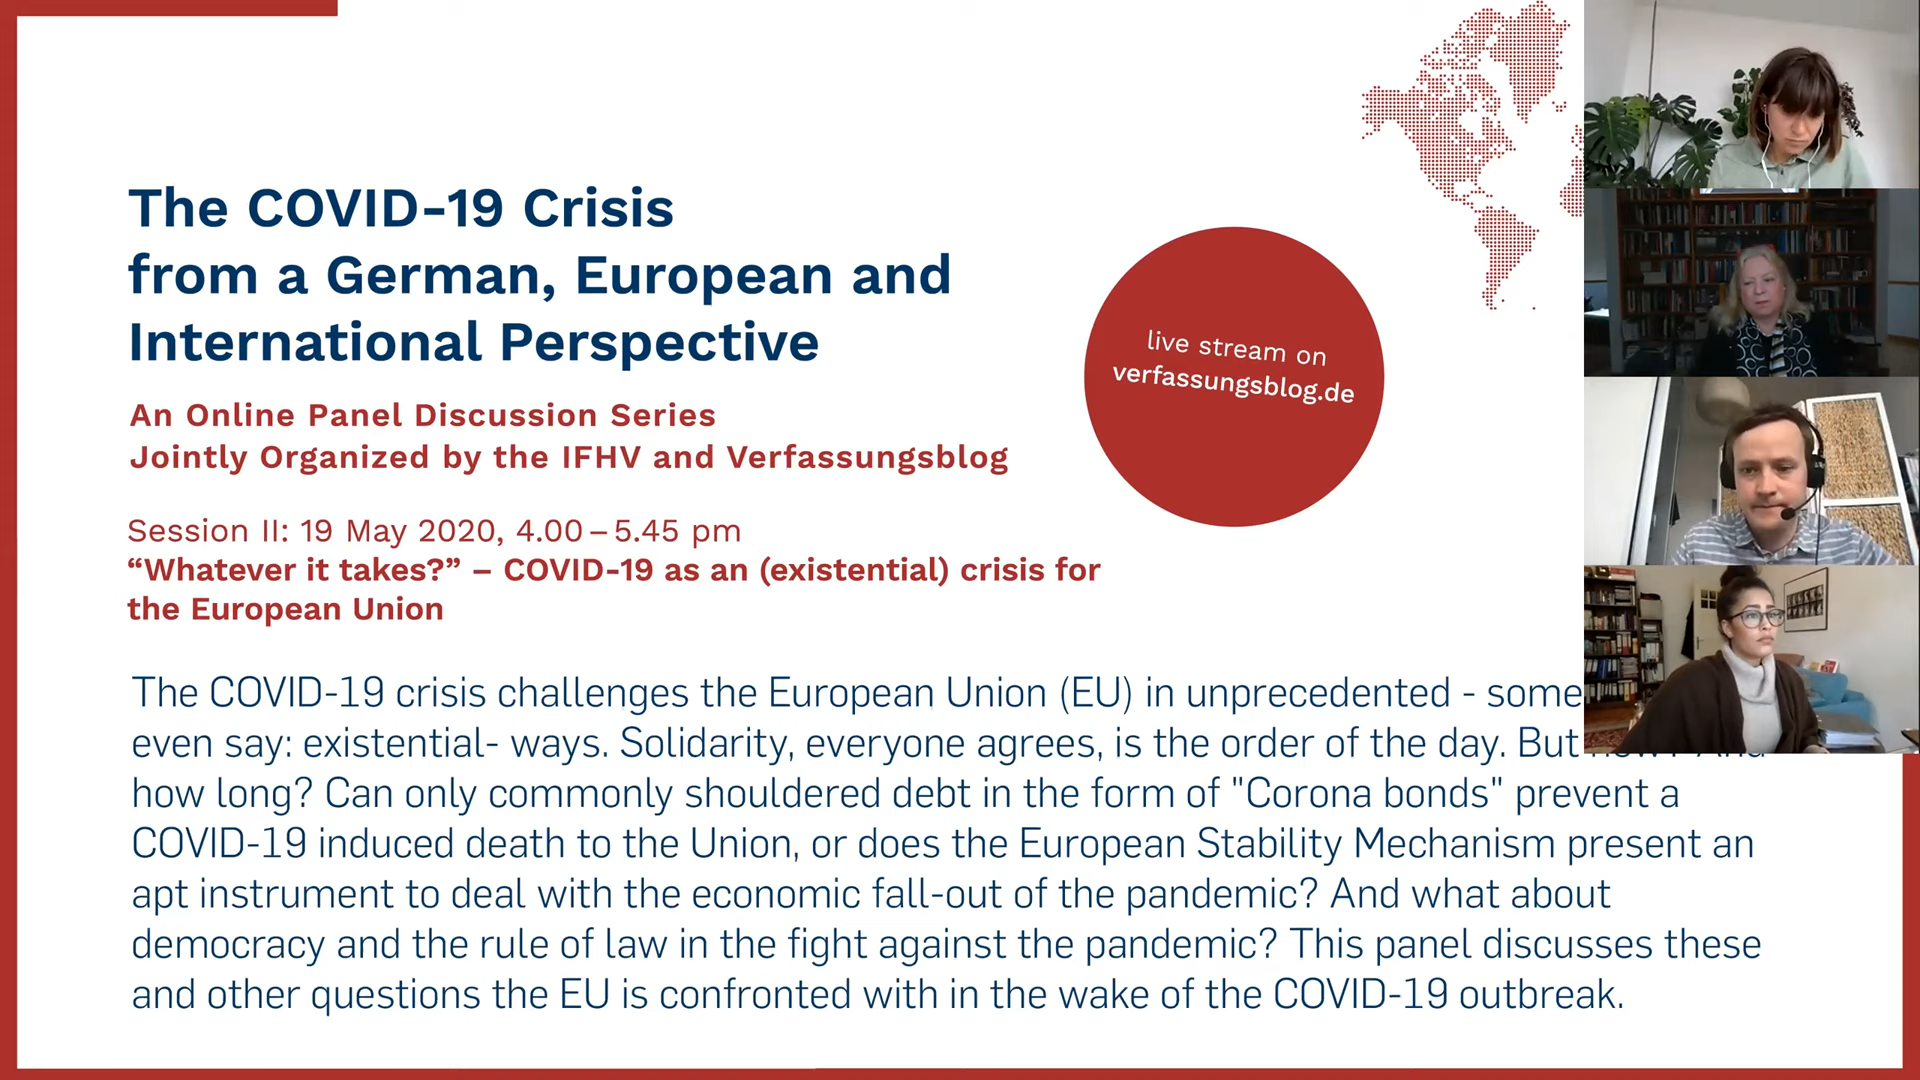 The COVID-19 Crisis
from a German, European and
International Perspective
An Online Panel Discussion Series
Jointly Organized by the IFHV and Verfassungsblog
live stream on
verfassungsblog.de
Session II: 19 May 2020, 4.00 – 5.45 pm
“Whatever it takes?” – COVID-19 as an (existential) crisis for
the European Union
The COVID-19 crisis challenges the European Union (EU) in unprecedented - some
even say: existential- ways. Solidarity, everyone agrees, is the order of the day. But
how long? Can only commonly shouldered debt in the form of "Corona bonds" prevent a
COVID-19 induced death to the Union, or does the European Stability Mechanism present an
apt instrument to deal with the economic fall-out of the pandemic? And what about
democracy and the rule of law in the fight against the pandemic? This panel discusses these
and other questions the EU is confronted with in the wake of the COVID-19 outbreak.